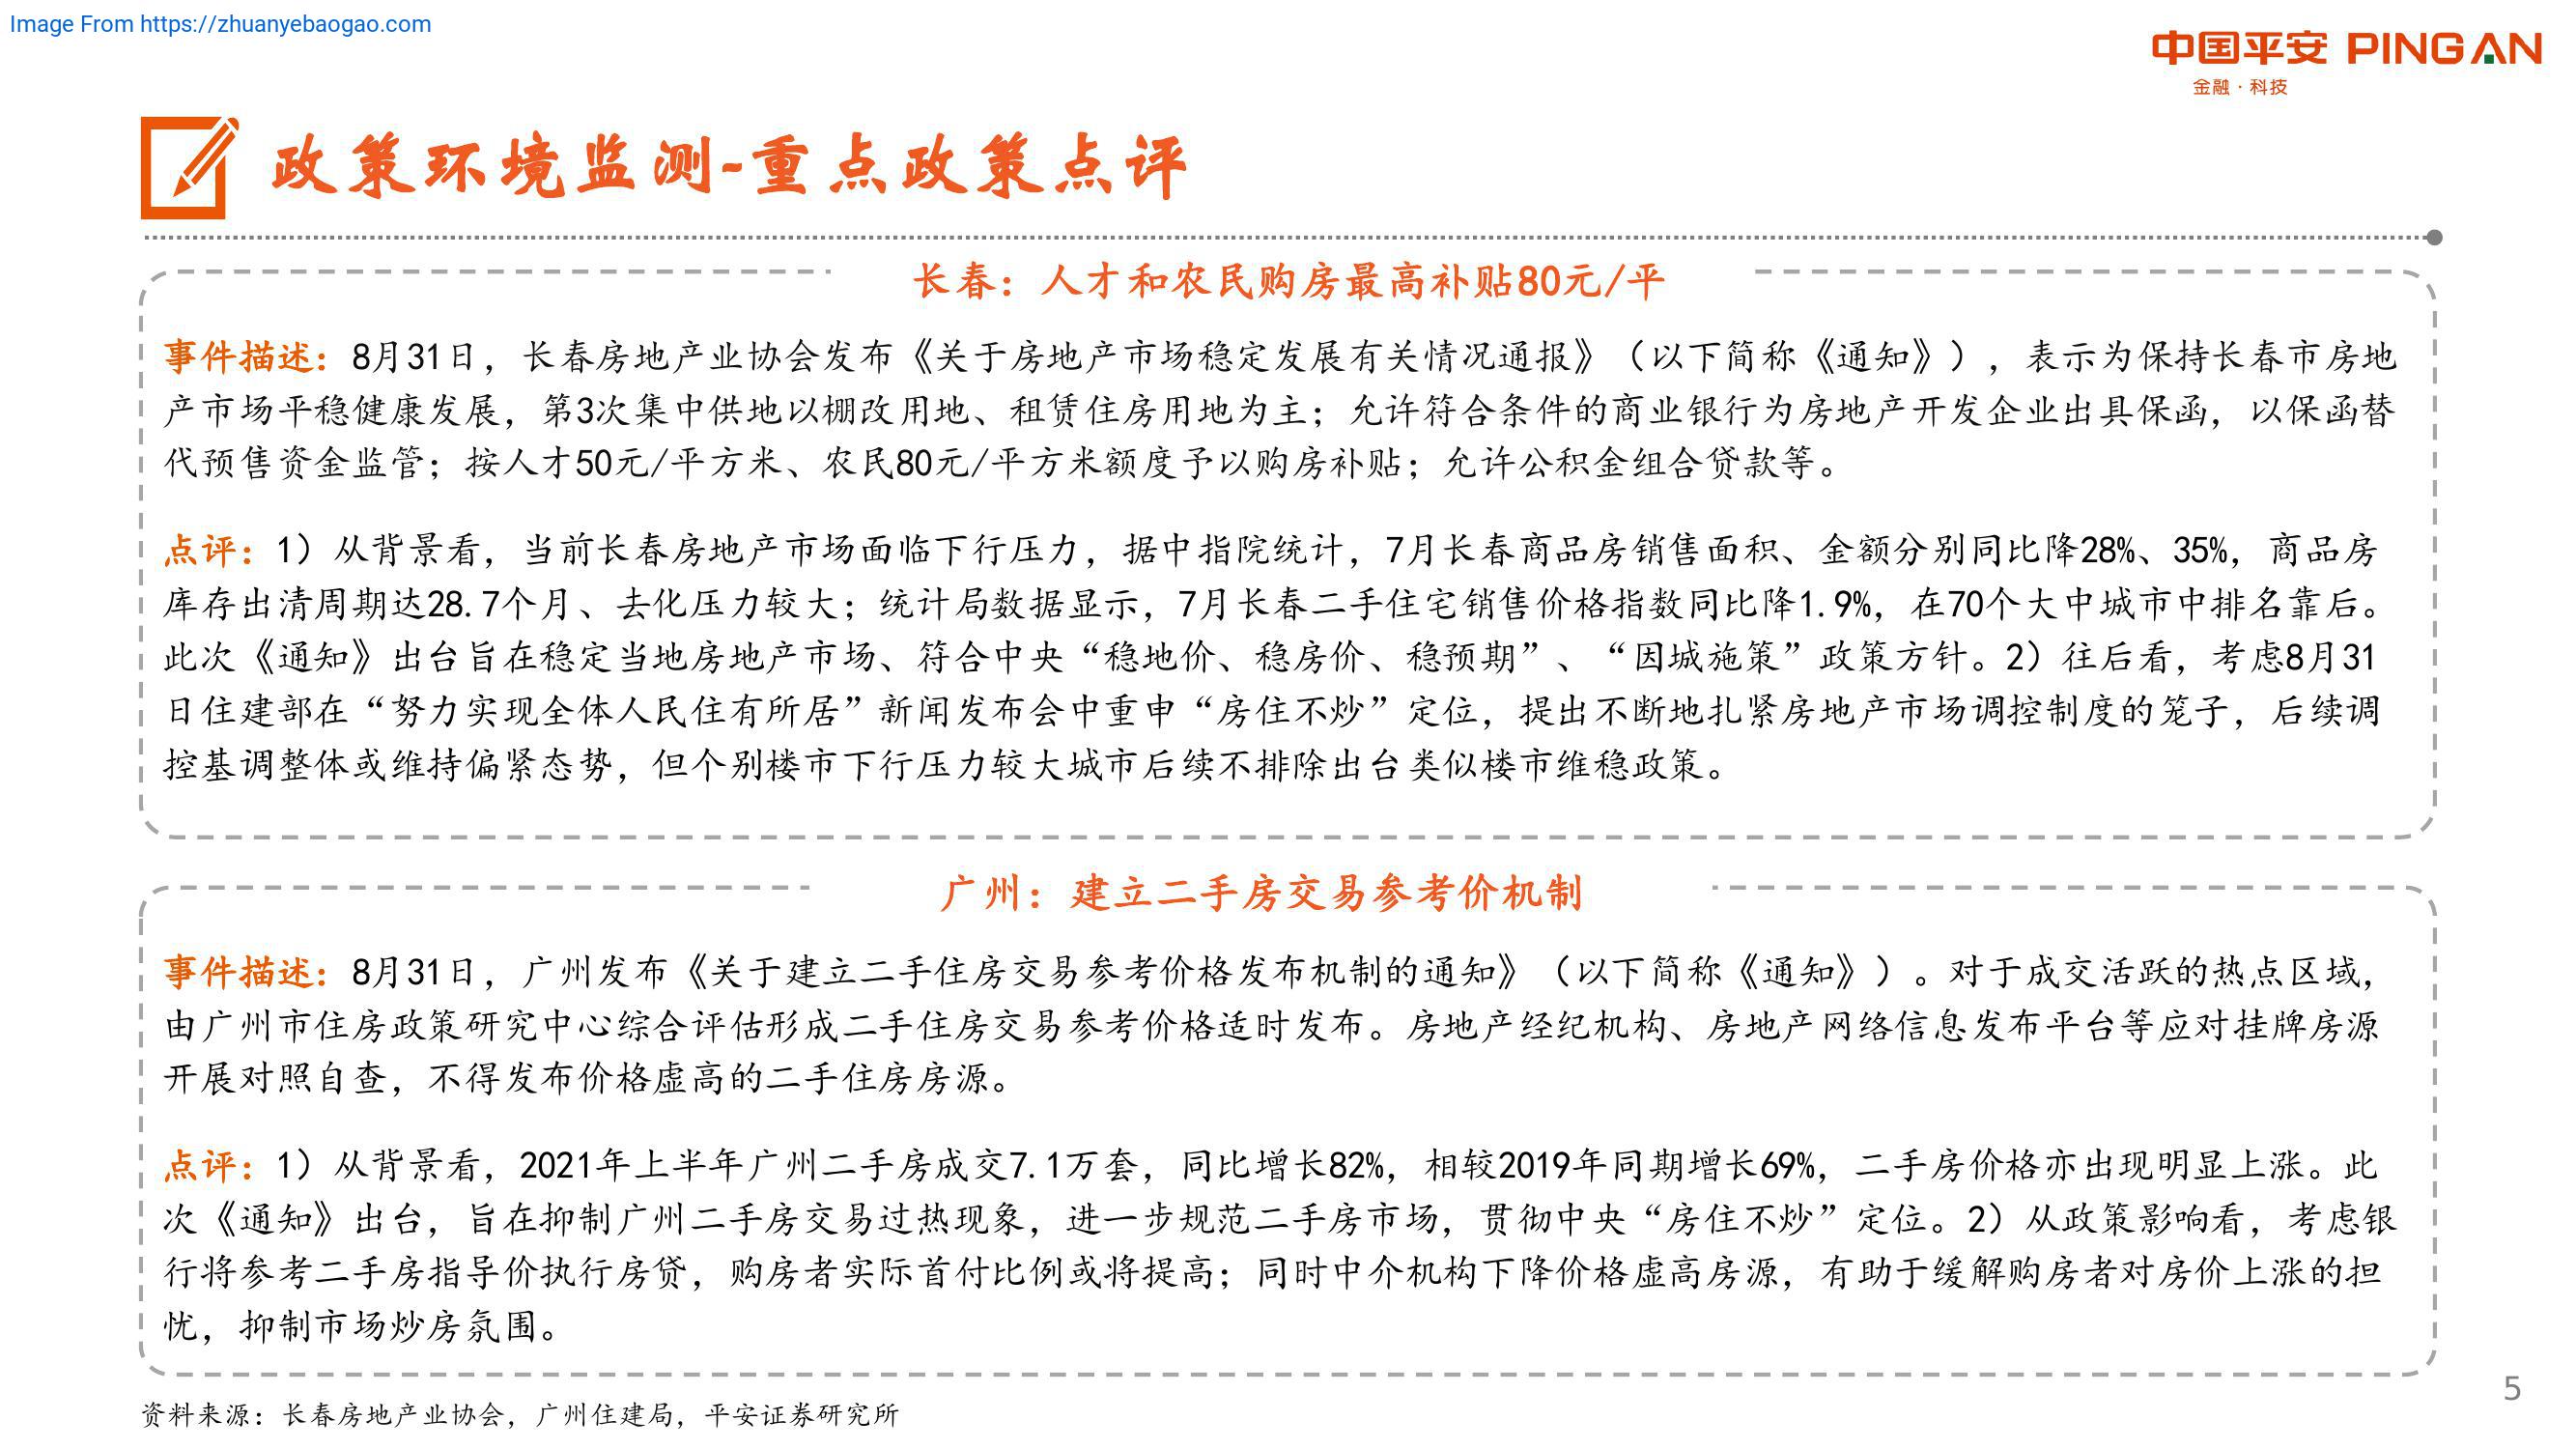 Image From https://zhuanyebaogao.com
中国平安 PINGAN
金融·科技
政策环境监测-重点政策点评
长春：人才和农民购房最高补贴80元/平
事件描述：8月31日，长春房地产业协会发布《关于房地产市场稳定发展有关情况通报》（以下简称《通知》），表示为保持长春市房地
产市场平稳健康发展，第3次集中供地以棚改用地、租赁住房用地为主；允许符合条件的商业银行为房地产开发企业出具保函，以保函替
代预售资金监管；按人才50元/平方米、农民80元/平方米额度予以购房补贴；允许公积金组合贷款等。
点评：1）从背景看，当前长春房地产市场面临下行压力，据中指院统计，7月长春商品房销售面积、金额分别同比降28%、35%，商品房
库存出清周期达28.7个月、去化压力较大；统计局数据显示，7月长春二手住宅销售价格指数同比降1.9%，在70个大中城市中排名靠后。
此次《通知》出台旨在稳定当地房地产市场、符合中央“稳地价、稳房价、稳预期”、“因城施策”政策方针。2）往后看，考虑8月31
日住建部在“努力实现全体人民住有所居”新闻发布会中重申“房住不炒”定位，提出不断地扎紧房地产市场调控制度的笼子，后续调
控基调整体或维持偏紧态势，但个别楼市下行压力较大城市后续不排除出台类似楼市维稳政策。
广州：建立二手房交易参考价机制
事件描述：8月31日，广州发布《关于建立二手住房交易参考价格发布机制的通知》（以下简称《通知》）。对于成交活跃的热点区域，
由广州市住房政策研究中心综合评估形成二手住房交易参考价格适时发布。房地产经纪机构、房地产网络信息发布平台等应对挂牌房源
开展对照自查，不得发布价格虚高的二手住房房源。
点评：1）从背景看，2021年上半年广州二手房成交7.1万套，同比增长82%，相较2019年同期增长69%，二手房价格亦出现明显上涨。此
次《通知》出台，旨在抑制广州二手房交易过热现象，进一步规范二手房市场，贯彻中央“房住不炒”定位。2）从政策影响看，考虑银
行将参考二手房指导价执行房贷，购房者实际首付比例或将提高；同时中介机构下降价格虚高房源，有助于缓解购房者对房价上涨的担
忧，抑制市场炒房氛围。
资料来源：长春房地产业协会，广州住建局，平安证券研究所
5